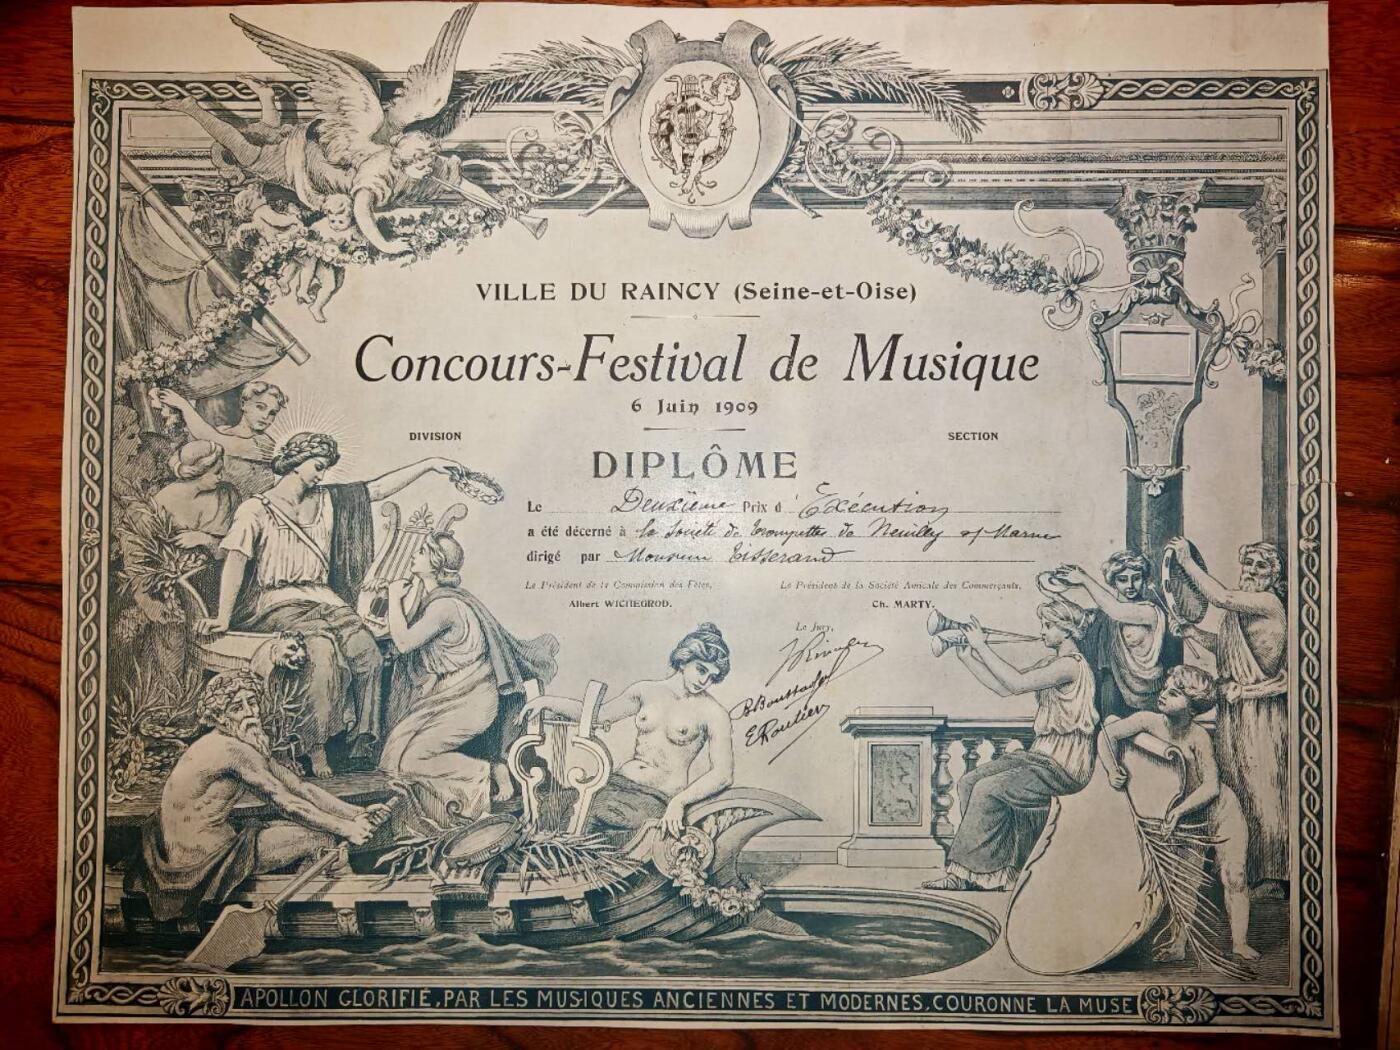 VILLE DU RAINCY (Seine-et-Oise)
Concours-Festival de Musique
6 Juin 1909
DIVISION SECTION
DIPLÔME
Le Deuxième Prix d'Exécution
a été décerné à la Société de trompettes de Neuilly s/ Marne
dirigé par Monsieur Tisserand
Le Président de la Commission des Fêtes, Le Président de la Société Amicale des Commerçants,
Albert WICHEGROD. Ch. MARTY.
Le Jury,
APOLLON GLORIFIÉ, PAR LES MUSIQUES ANCIENNES ET MODERNES, COURONNE LA MUSE